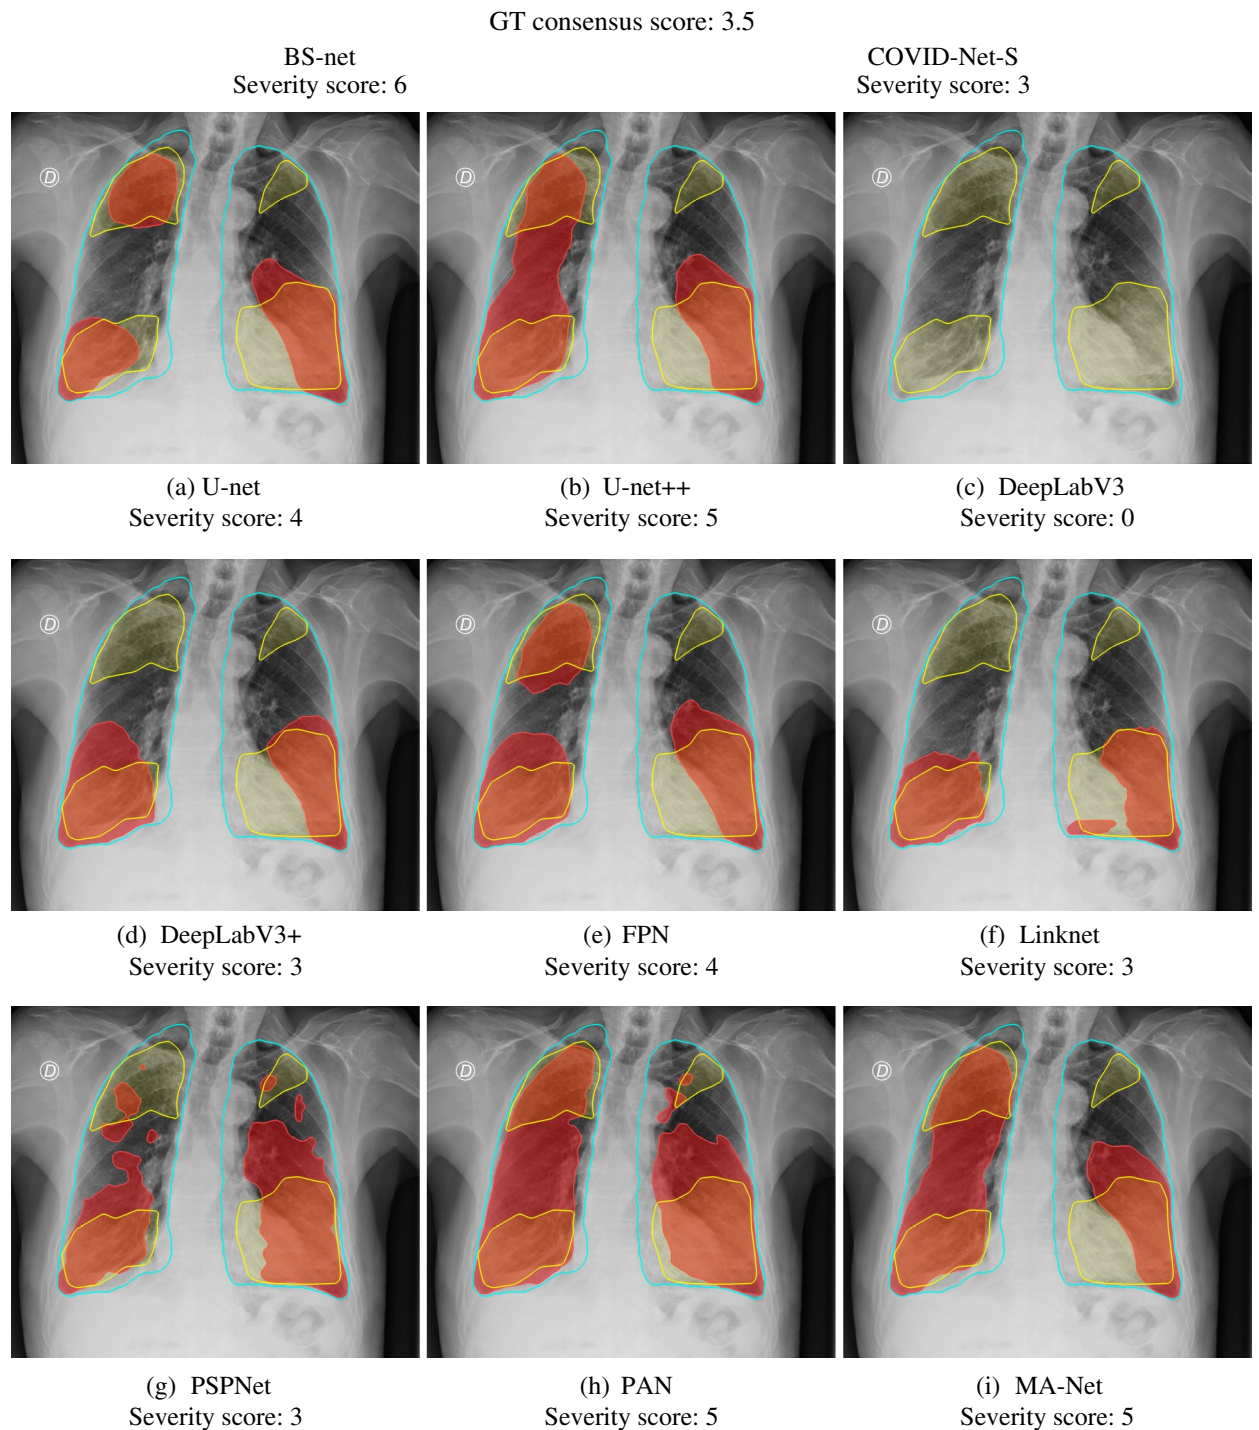 GT consensus score: 3.5
BS-net
Severity score: 6
COVID-Net-S
Severity score: 3
D
D
D
(a) U-net
Severity score: 4
(b) U-net++
Severity score: 5
(c) DeepLabV3
Severity score: 0
D
D
D
(d) DeepLabV3+
Severity score: 3
(e) FPN
Severity score: 4
(f) Linknet
Severity score: 3
D
D
D
(g) PSPNet
Severity score: 3
(h) PAN
Severity score: 5
(i) MA-Net
Severity score: 5